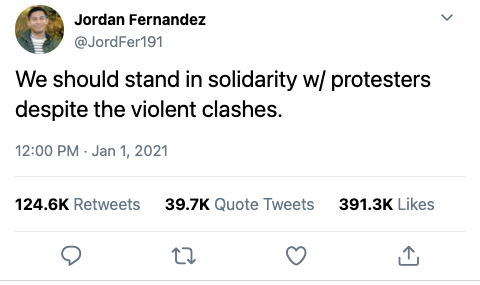 Jordan Fernandez
@JordFer191
We should stand in solidarity w/ protesters
despite the violent clashes.
12:00 PM · Jan 1, 2021
124.6K Retweets 39.7K Quote Tweets 391.3K Likes